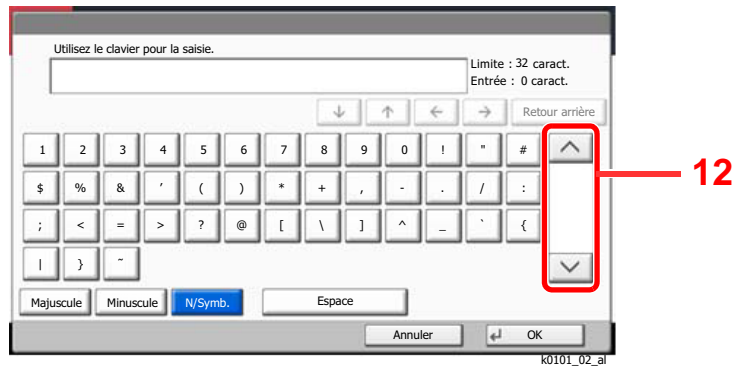 Utilisez le clavier pour la saisie.
Limite : 32 caract.
Entrée : 0 caract.
↓ ↑ ← → Retour arrière
1 2 3 4 5 6 7 8 9 0 ! " #
$ % & ' ( ) * + , - . / :
; < = > ? @ [ \ ] ^ _ ` {
| } ~
12
Majuscule Minuscule N/Symb. Espace
Annuler OK
k0101_02_al